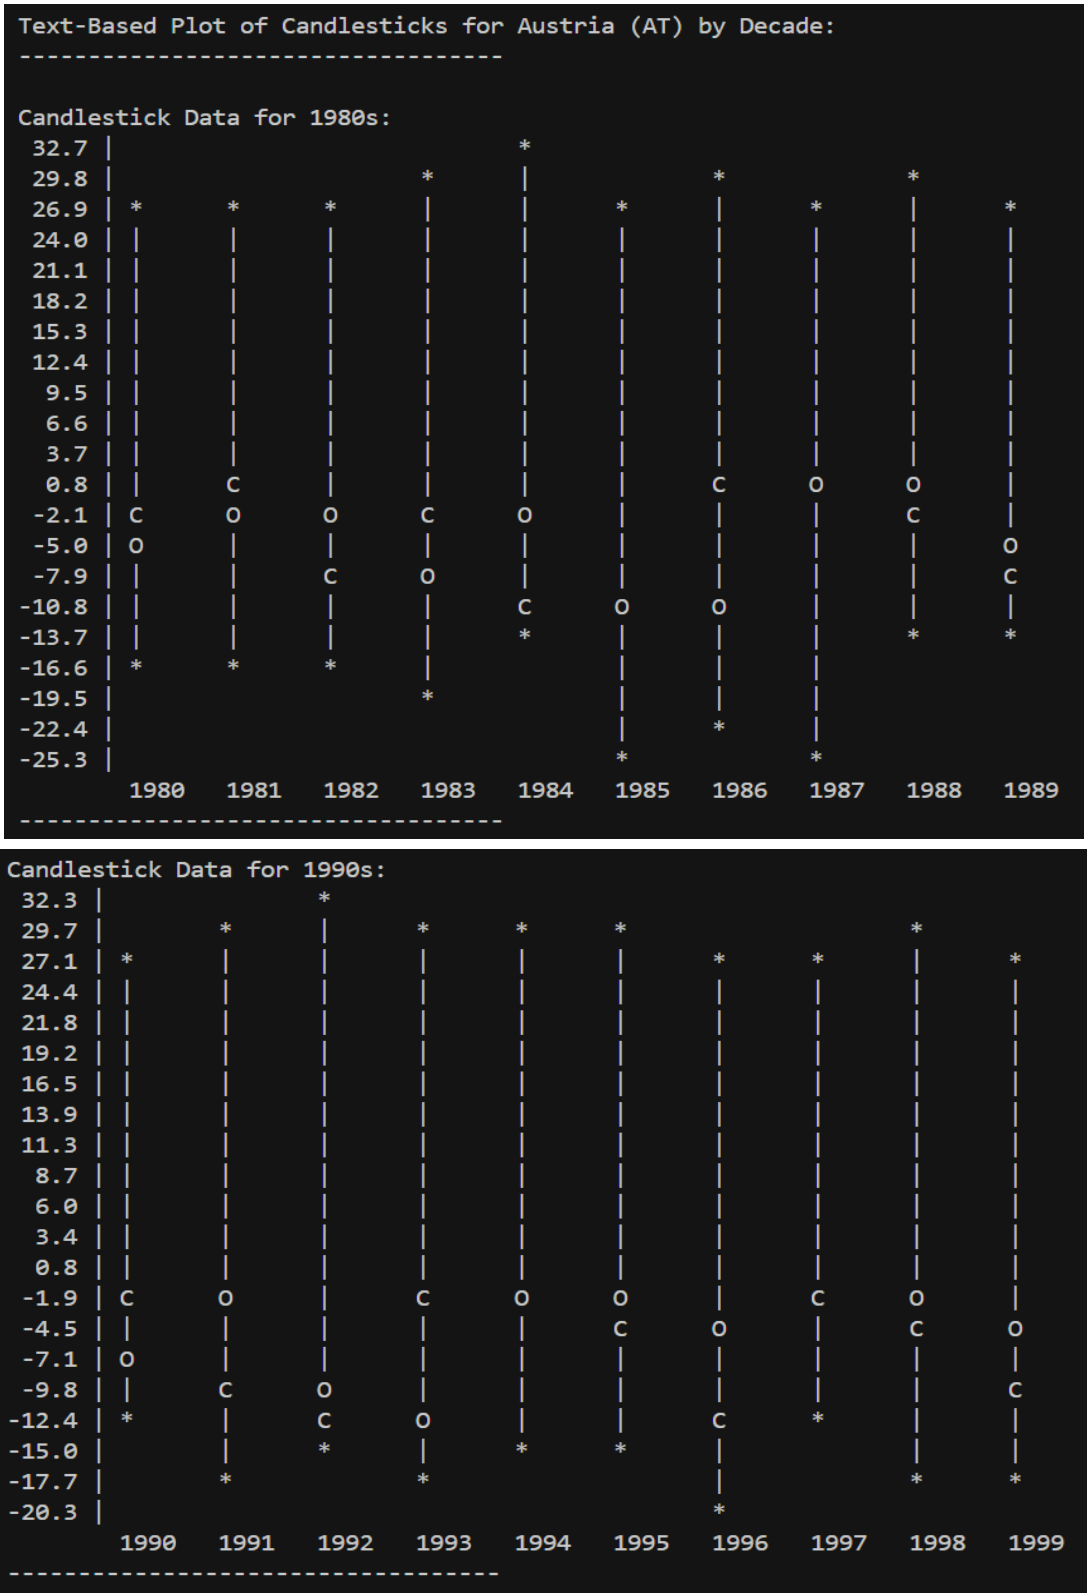 Text-Based Plot of Candlesticks for Austria (AT) by Decade:
-----------------------------------
Candlestick Data for 1980s:
 32.7 |                              *
 29.8 |                       *      |             *             *
 26.9 | *      *      *      |      |      *      |      *      |      *
 24.0 | |      |      |      |      |      |      |      |      |      |
 21.1 | |      |      |      |      |      |      |      |      |      |
 18.2 | |      |      |      |      |      |      |      |      |      |
 15.3 | |      |      |      |      |      |      |      |      |      |
 12.4 | |      |      |      |      |      |      |      |      |      |
  9.5 | |      |      |      |      |      |      |      |      |      |
  6.6 | |      |      |      |      |      |      |      |      |      |
  3.7 | |      |      |      |      |      |      |      |      |      |
  0.8 | |      C      |      |      |      |      C      O      O      |
 -2.1 | C      O      O      C      O      |      |      |      C      |
 -5.0 | O      |      |      |      |      |      |      |      |      O
 -7.9 | |      |      C      O      |      |      |      |      |      C
-10.8 | |      |      |      |      C      O      O      |      |      |
-13.7 | |      |      |      |      *      |      |      |      *      *
-16.6 | *      *      *      |             |      |      |
-19.5 |                      *             |      |      |
-22.4 |                                    |      *      |
-25.3 |                                    *             *
        1980   1981   1982   1983   1984   1985   1986   1987   1988   1989
-----------------------------------
Candlestick Data for 1990s:
 32.3 |               *
 29.7 |        *      |      *      *      *                    *
 27.1 | *      |      |      |      |      |      *      *      |      *
 24.4 | |      |      |      |      |      |      |      |      |      |
 21.8 | |      |      |      |      |      |      |      |      |      |
 19.2 | |      |      |      |      |      |      |      |      |      |
 16.5 | |      |      |      |      |      |      |      |      |      |
 13.9 | |      |      |      |      |      |      |      |      |      |
 11.3 | |      |      |      |      |      |      |      |      |      |
  8.7 | |      |      |      |      |      |      |      |      |      |
  6.0 | |      |      |      |      |      |      |      |      |      |
  3.4 | |      |      |      |      |      |      |      |      |      |
  0.8 | |      |      |      |      |      |      |      |      |      |
 -1.9 | C      O      |      C      O      O      |      C      O      |
 -4.5 | |      |      |      |      |      C      O      |      C      O
 -7.1 | O      |      |      |      |      |      |      |      |      |
 -9.8 | |      C      O      |      |      |      |      |      |      C
-12.4 | *      |      C      O      |      |      C      *      |      |
-15.0 |        |      *      |      *      *      |             |      |
-17.7 |        *             *                    |             *      *
-20.3 |                                           *
        1990   1991   1992   1993   1994   1995   1996   1997   1998   1999
-----------------------------------